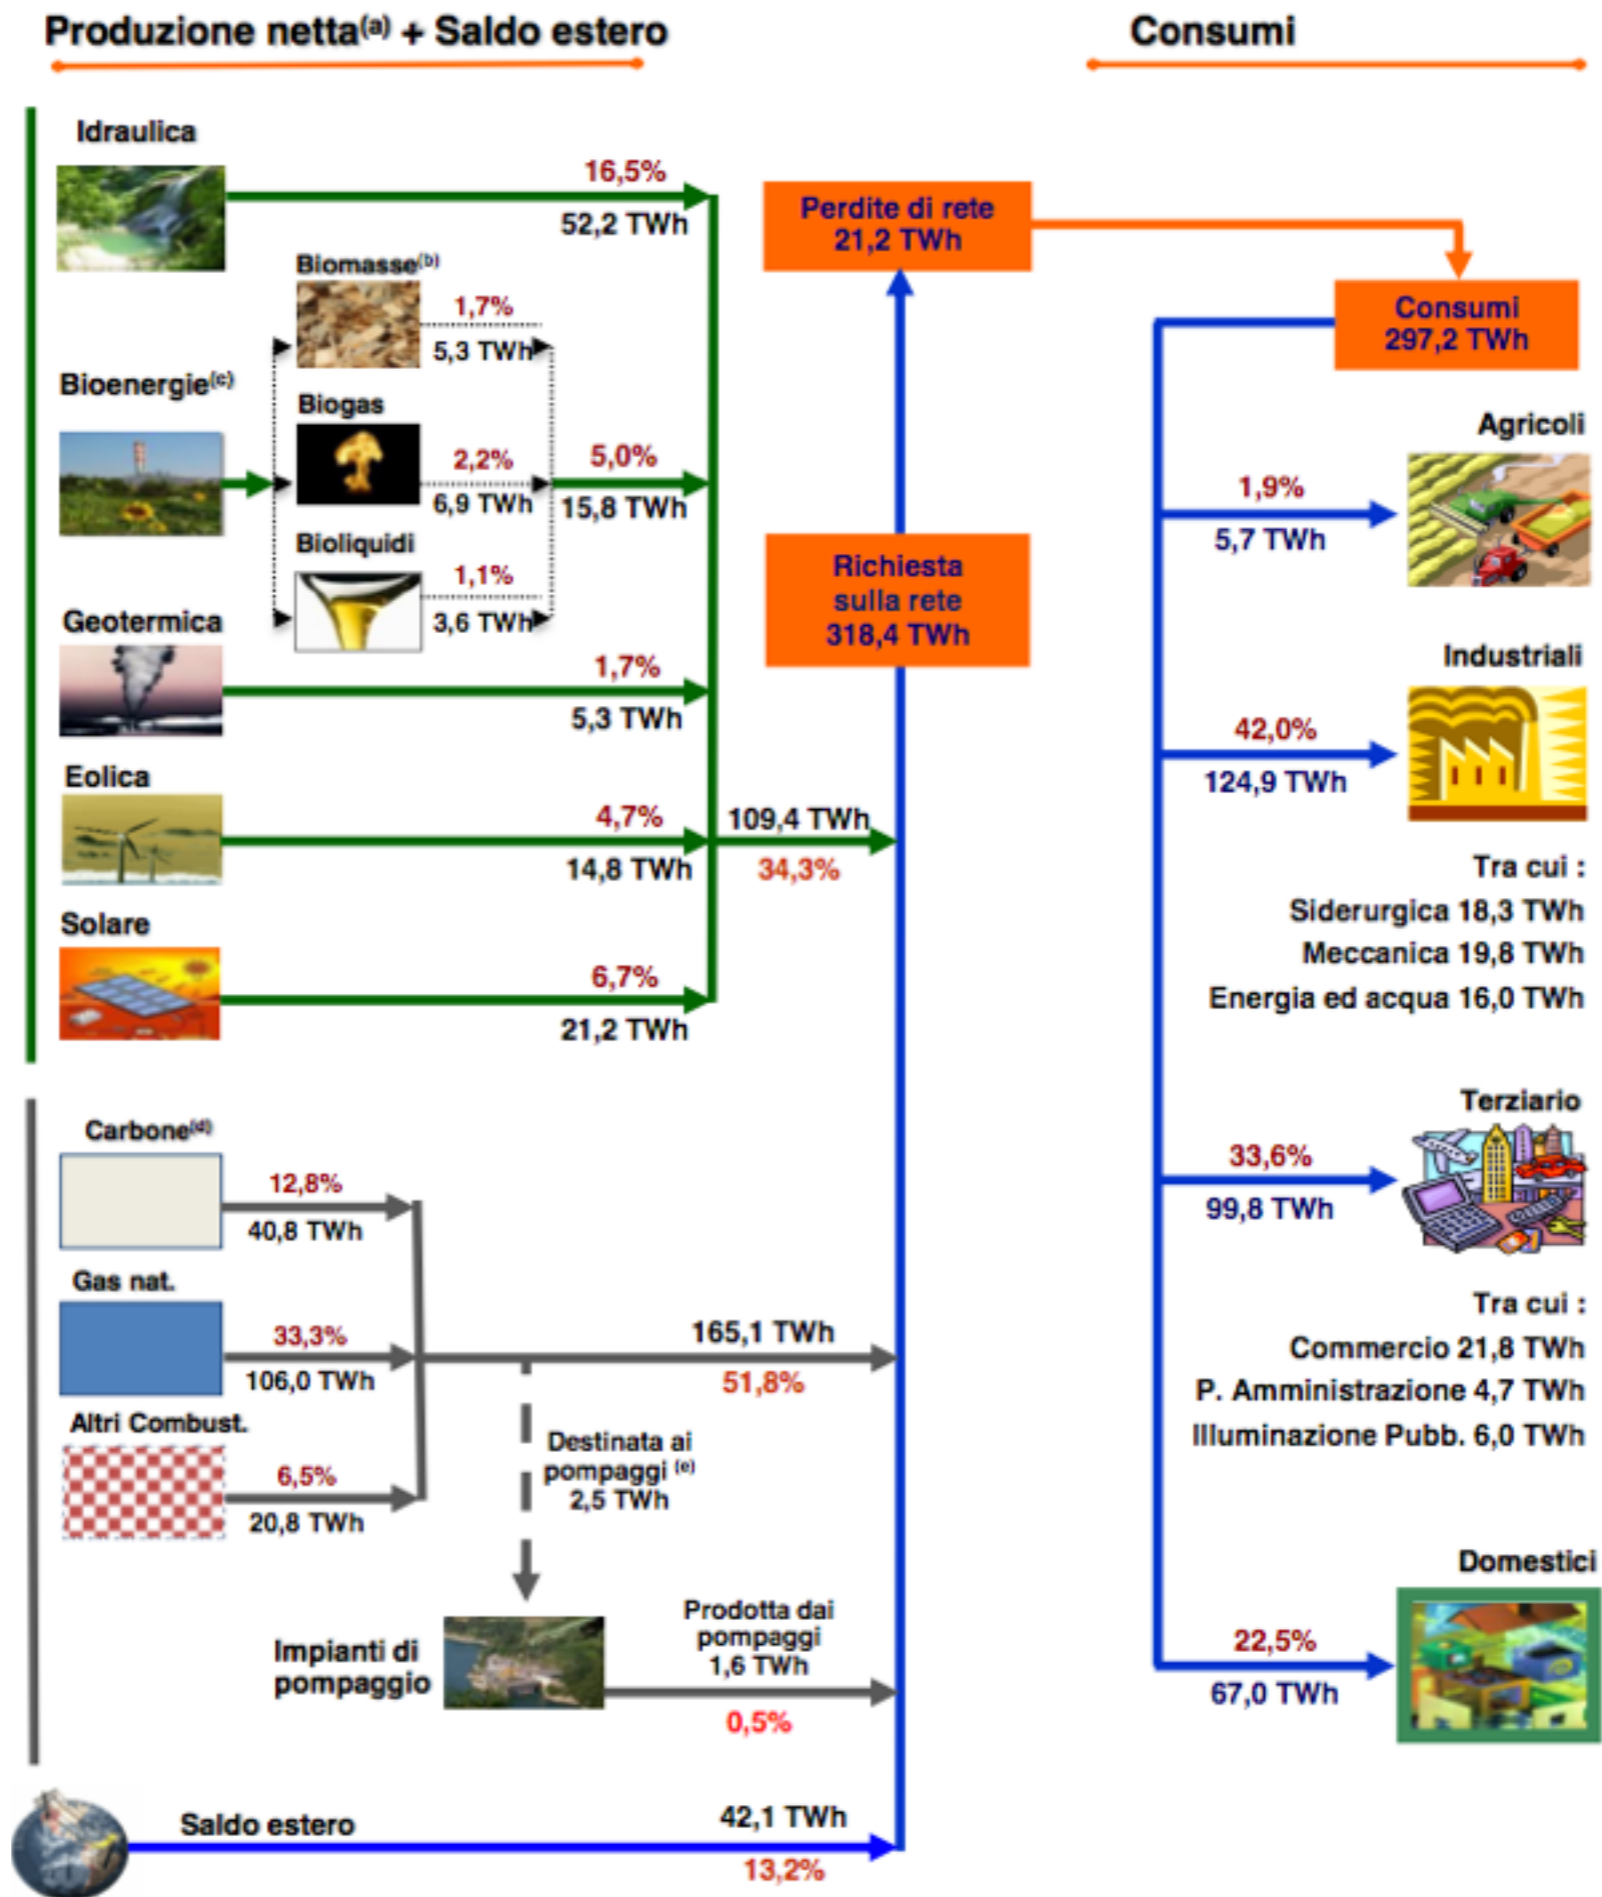 Produzione netta(a) + Saldo estero
Consumi
Idraulica
16,5%
52,2 TWh
Biomasse(b)
1,7%
5,3 TWh
Bioenergie(c)
Biogas
2,2%
6,9 TWh
5,0%
15,8 TWh
Bioliquidi
1,1%
3,6 TWh
Geotermica
1,7%
5,3 TWh
Eolica
4,7%
14,8 TWh
109,4 TWh
34,3%
Solare
6,7%
21,2 TWh
Carbone(d)
12,8%
40,8 TWh
Gas nat.
33,3%
106,0 TWh
165,1 TWh
51,8%
Altri Combust.
6,5%
20,8 TWh
Destinata ai
pompaggi (e)
2,5 TWh
Impianti di
pompaggio
Prodotta dai
pompaggi
1,6 TWh
0,5%
Saldo estero
42,1 TWh
13,2%
Perdite di rete
21,2 TWh
Richiesta
sulla rete
318,4 TWh
Consumi
297,2 TWh
Agricoli
1,9%
5,7 TWh
Industriali
42,0%
124,9 TWh
Tra cui :
Siderurgica 18,3 TWh
Meccanica 19,8 TWh
Energia ed acqua 16,0 TWh
Terziario
33,6%
99,8 TWh
Tra cui :
Commercio 21,8 TWh
P. Amministrazione 4,7 TWh
Illuminazione Pubb. 6,0 TWh
Domestici
22,5%
67,0 TWh